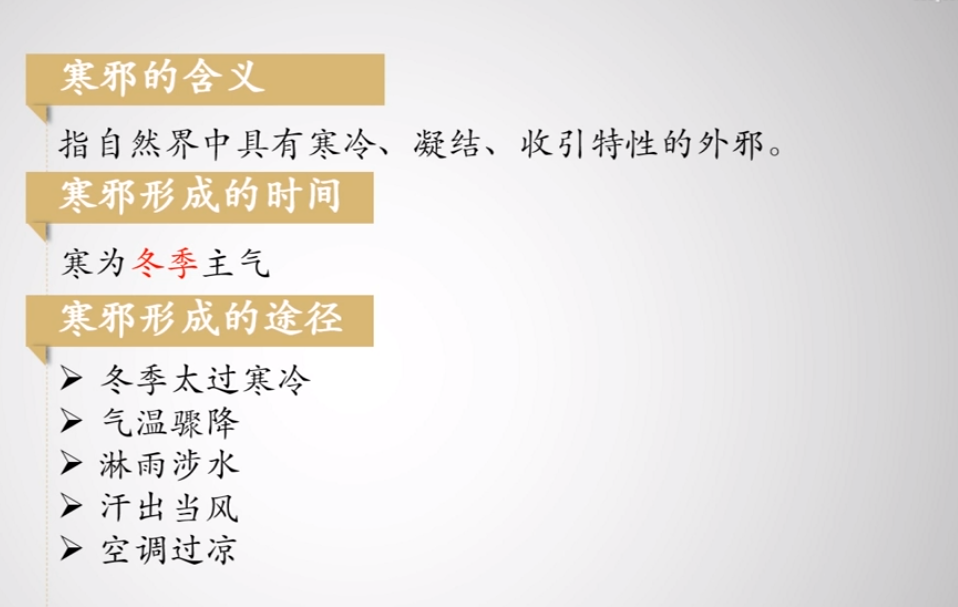 寒邪的含义
指自然界中具有寒冷、凝结、收引特性的外邪。
寒邪形成的时间
寒为冬季主气
寒邪形成的途径
➢ 冬季太过寒冷
➢ 气温骤降
➢ 淋雨涉水
➢ 汗出当风
➢ 空调过凉